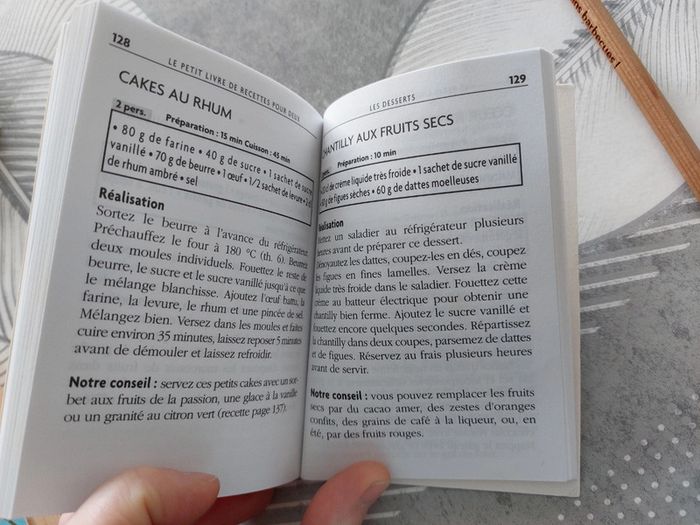 128
LE PETIT LIVRE DE RECETTES POUR DEUX
CAKES AU RHUM
2 pers.
Préparation : 15 min Cuisson : 45 min
• 80 g de farine • 40 g de sucre • 1 sachet de sucre
vanillé • 70 g de beurre • 1 œuf • 1/2 sachet de levure •
de rhum ambré • sel
Réalisation
Sortez le beurre à l'avance du réfrigérateur.
Préchauffez le four à 180 °C (th. 6). Beurrez
deux moules individuels. Fouettez le reste de
beurre, le sucre et le sucre vanillé jusqu'à ce que
le mélange blanchisse. Ajoutez l'œuf battu, la
farine, la levure, le rhum et une pincée de sel.
Mélangez bien. Versez dans les moules et faites
cuire environ 35 minutes, laissez reposer 5 minutes
avant de démouler et laissez refroidir.
Notre conseil : servez ces petits cakes avec un sor-
bet aux fruits de la passion, une glace à la vanille
ou un granité au citron vert (recette page 137).
LES DESSERTS
129
CHANTILLY AUX FRUITS SECS
Préparation : 10 min
cl de crème liquide très froide • 1 sachet de sucre vanillé
g de figues sèches • 60 g de dattes moelleuses
Réalisation
Mettez un saladier au réfrigérateur plusieurs
heures avant de préparer ce dessert.
Dénoyautez les dattes, coupez-les en dés, coupez
les figues en fines lamelles. Versez la crème
liquide très froide dans le saladier. Fouettez cette
crème au batteur électrique pour obtenir une
chantilly bien ferme. Ajoutez le sucre vanillé et
fouettez encore quelques secondes. Répartissez
la chantilly dans deux coupes, parsemez de dattes
et de figues. Réservez au frais plusieurs heures
avant de servir.
Notre conseil : vous pouvez remplacer les fruits
secs par du cacao amer, des zestes d'oranges
confits, des grains de café à la liqueur, ou, en
été, par des fruits rouges.
ns barbecues !